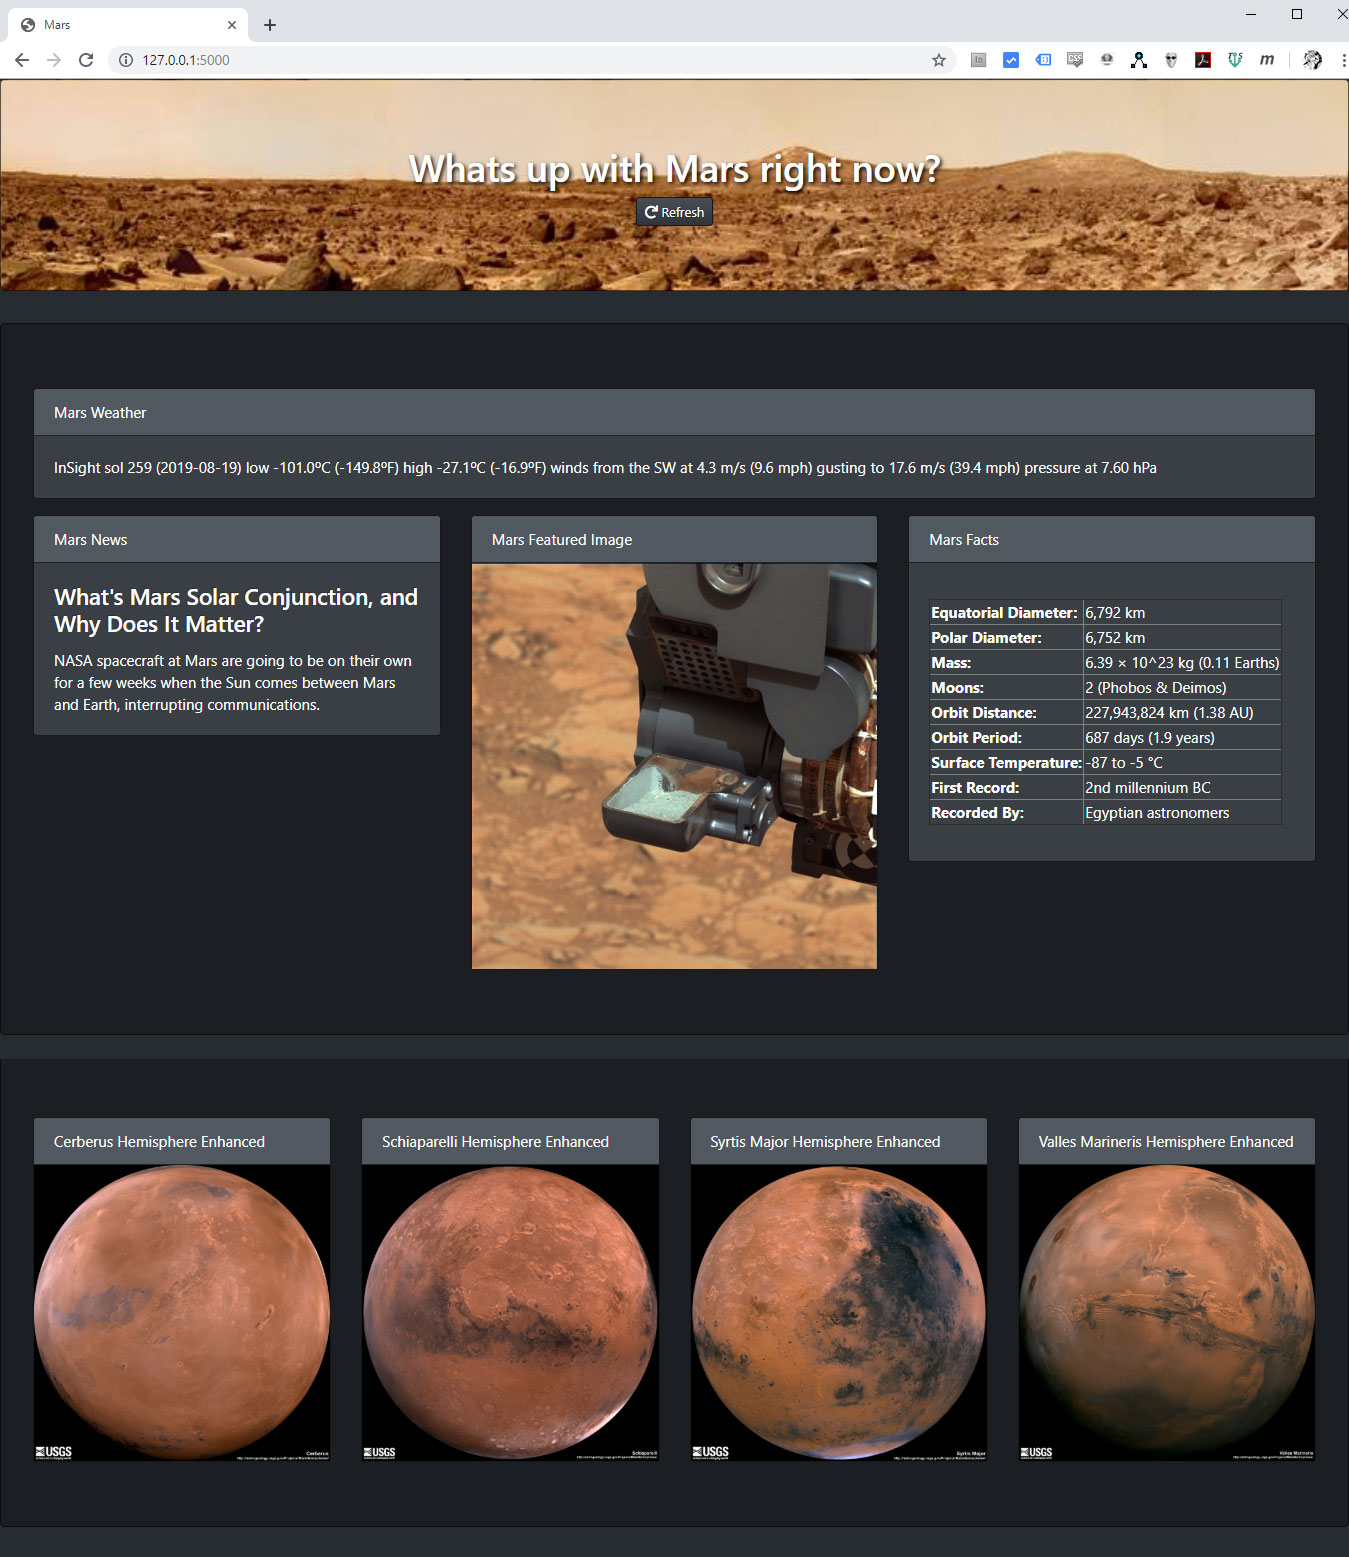 Mars
127.0.0.1:5000
Whats up with Mars right now?
Refresh
Mars Weather
InSight sol 259 (2019-08-19) low -101.0ºC (-149.8ºF) high -27.1ºC (-16.9ºF) winds from the SW at 4.3 m/s (9.6 mph) gusting to 17.6 m/s (39.4 mph) pressure at 7.60 hPa
Mars News
What's Mars Solar Conjunction, and
Why Does It Matter?
NASA spacecraft at Mars are going to be on their own
for a few weeks when the Sun comes between Mars
and Earth, interrupting communications.
Mars Featured Image
Mars Facts
Equatorial Diameter: 6,792 km
Polar Diameter: 6,752 km
Mass: 6.39 × 10^23 kg (0.11 Earths)
Moons: 2 (Phobos & Deimos)
Orbit Distance: 227,943,824 km (1.38 AU)
Orbit Period: 687 days (1.9 years)
Surface Temperature: -87 to -5 °C
First Record: 2nd millennium BC
Recorded By: Egyptian astronomers
Cerberus Hemisphere Enhanced
Schiaparelli Hemisphere Enhanced
Syrtis Major Hemisphere Enhanced
Valles Marineris Hemisphere Enhanced
USGS
Cerberus
USGS
Schiaparelli
USGS
Syrtis Major
USGS
Valles Marineris